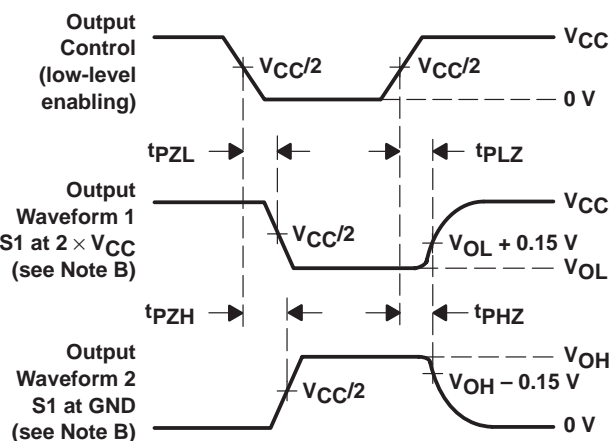 Output
Control
(low-level
enabling)
VCC/2
VCC/2
VCC
0 V
tPZL
tPLZ
Output
Waveform 1
S1 at 2 × VCC
(see Note B)
VCC/2
VCC
VOL + 0.15 V
VOL
tPZH
tPHZ
Output
Waveform 2
S1 at GND
(see Note B)
VCC/2
VOH
VOH – 0.15 V
0 V